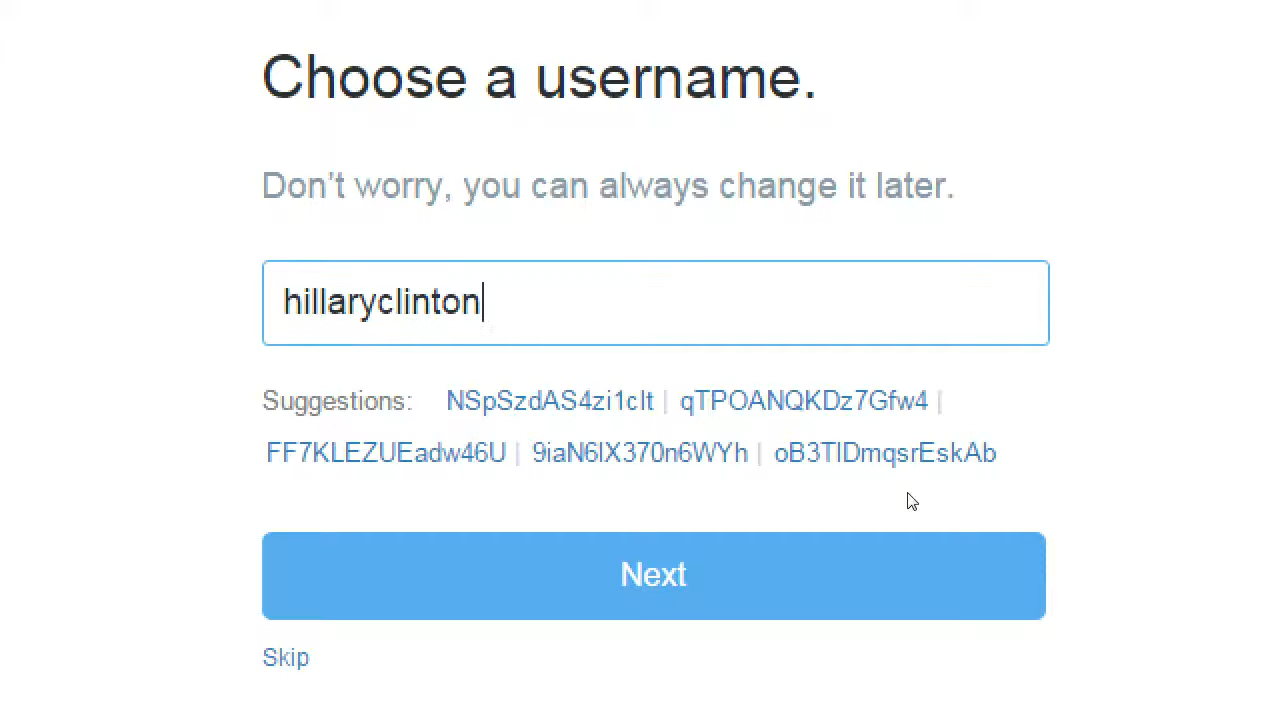 Choose a username.
Don't worry, you can always change it later.
hillaryclinton
Suggestions: NSpSzdAS4zi1clt | qTPOANQKDz7Gfw4 |
FF7KLEZUEadw46U | 9iaN6lX370n6WYh | oB3TlDmqsrEskAb
Next
Skip